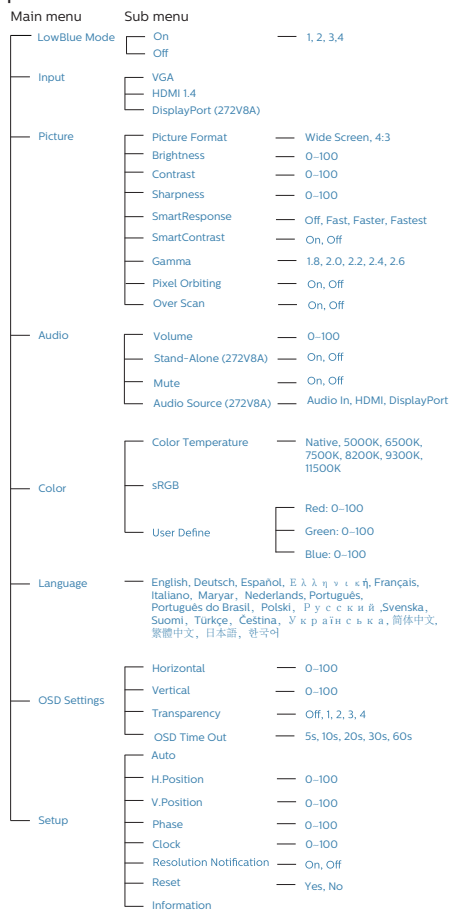 Main menu Sub menu
LowBlue Mode On 1, 2, 3,4
Off
Input VGA
HDMI 1.4
DisplayPort (272V8A)
Picture Picture Format Wide Screen, 4:3
Brightness 0-100
Contrast 0-100
Sharpness 0-100
SmartResponse Off, Fast, Faster, Fastest
SmartContrast On, Off
Gamma 1.8, 2.0, 2.2, 2.4, 2.6
Pixel Orbiting On, Off
Over Scan On, Off
Audio Volume 0-100
Stand-Alone (272V8A) On, Off
Mute On, Off
Audio Source (272V8A) Audio In, HDMI, DisplayPort
Color Color Temperature Native, 5000K, 6500K,
7500K, 8200K, 9300K,
11500K
sRGB
User Define Red: 0-100
Green: 0-100
Blue: 0-100
Language English, Deutsch, Español, Ελληνική, Français,
Italiano, Maryar, Nederlands, Português,
Português do Brasil, Polski, Русский ,Svenska,
Suomi, Türkçe, Čeština, Українська, 简体中文,
繁體中文, 日本語, 한국어
OSD Settings Horizontal 0-100
Vertical 0-100
Transparency Off, 1, 2, 3, 4
OSD Time Out 5s, 10s, 20s, 30s, 60s
Setup Auto
H.Position 0-100
V.Position 0-100
Phase 0-100
Clock 0-100
Resolution Notification On, Off
Reset Yes, No
Information